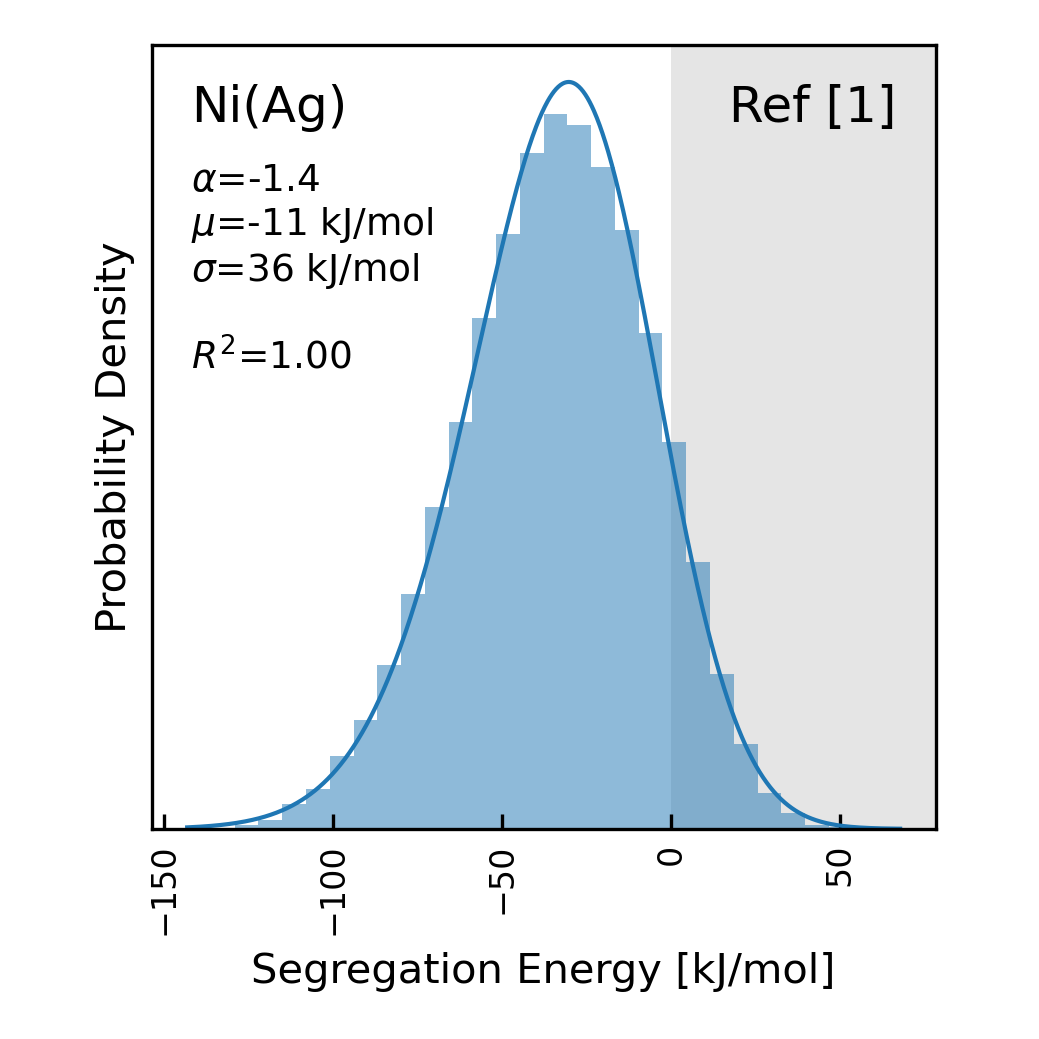 Ni(Ag)
Ref [1]
α=-1.4
μ=-11 kJ/mol
σ=36 kJ/mol
R²=1.00
Probability Density
−150
−100
−50
0
50
Segregation Energy [kJ/mol]